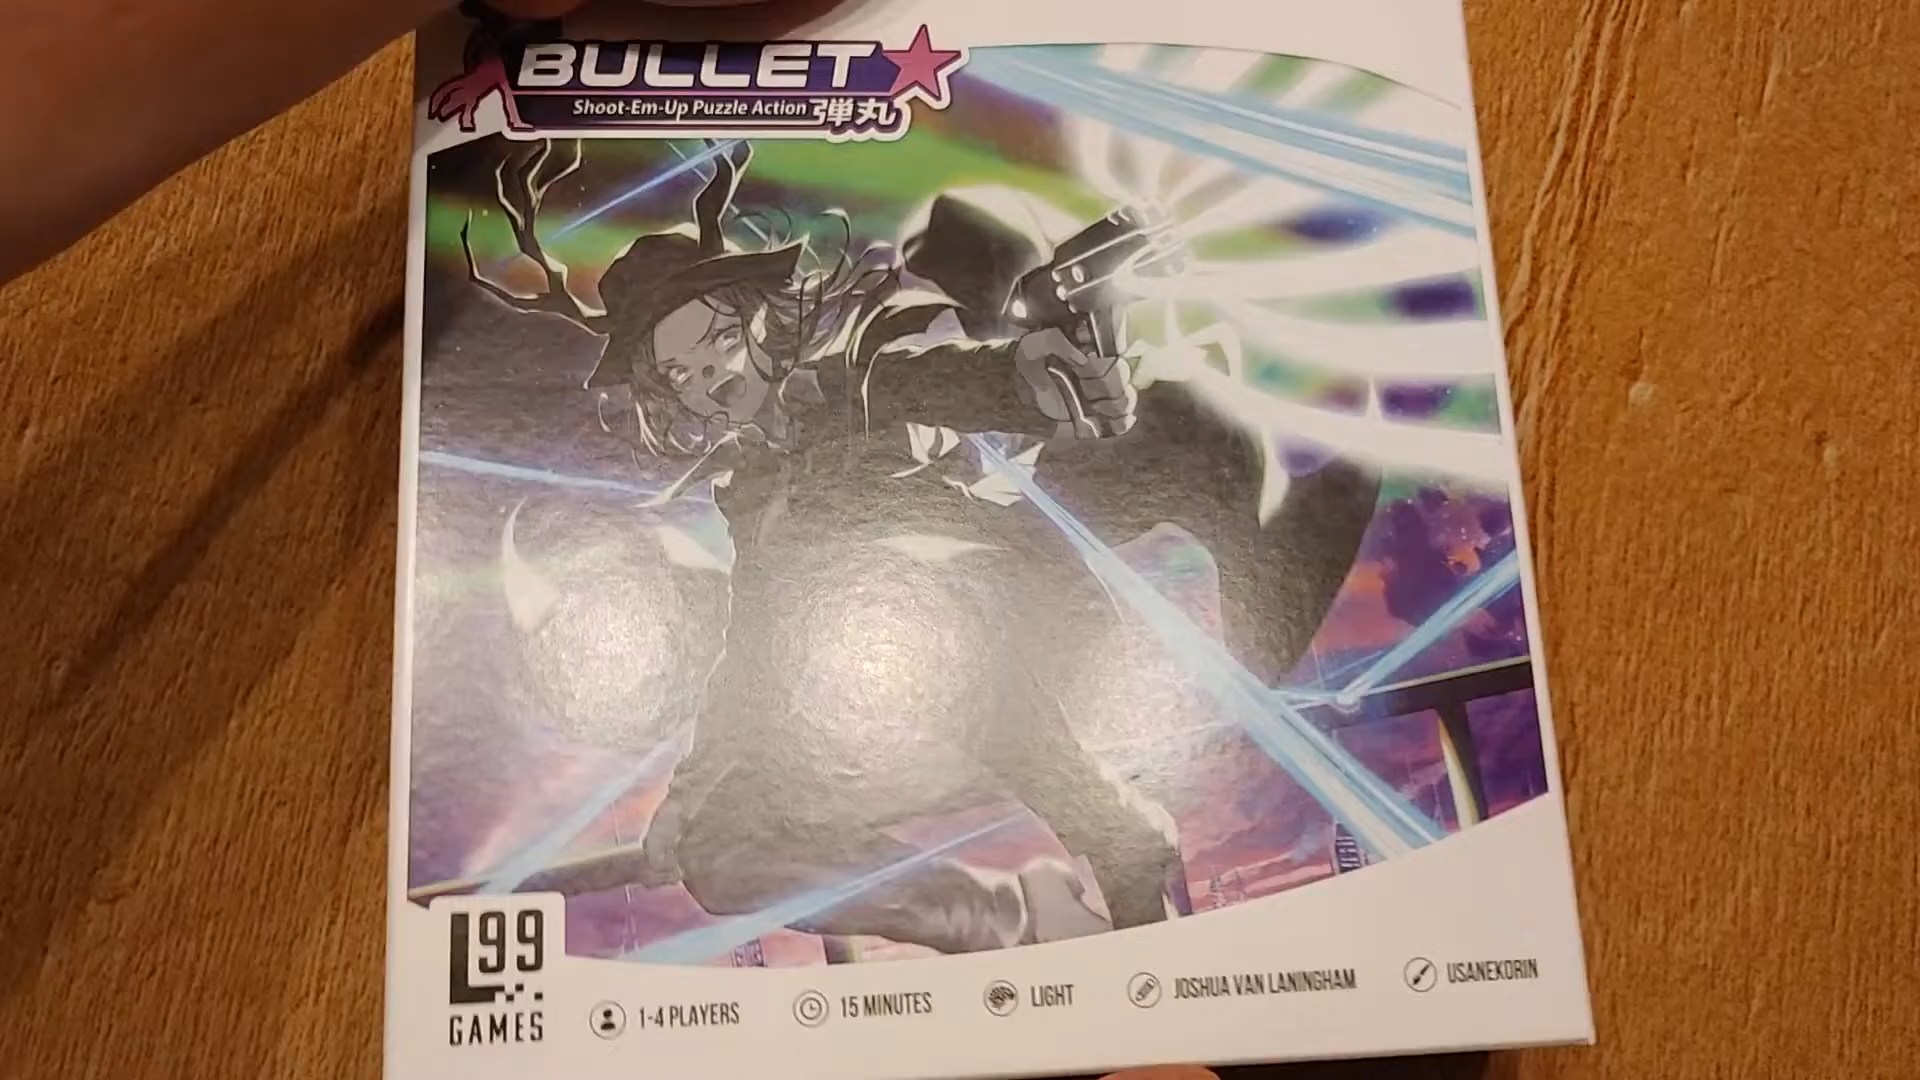 BULLET★
Shoot-Em-Up Puzzle Action 弾丸
L99
GAMES
1-4 PLAYERS
15 MINUTES
LIGHT
JOSHUA VAN LANINGHAM
USANEKORIN